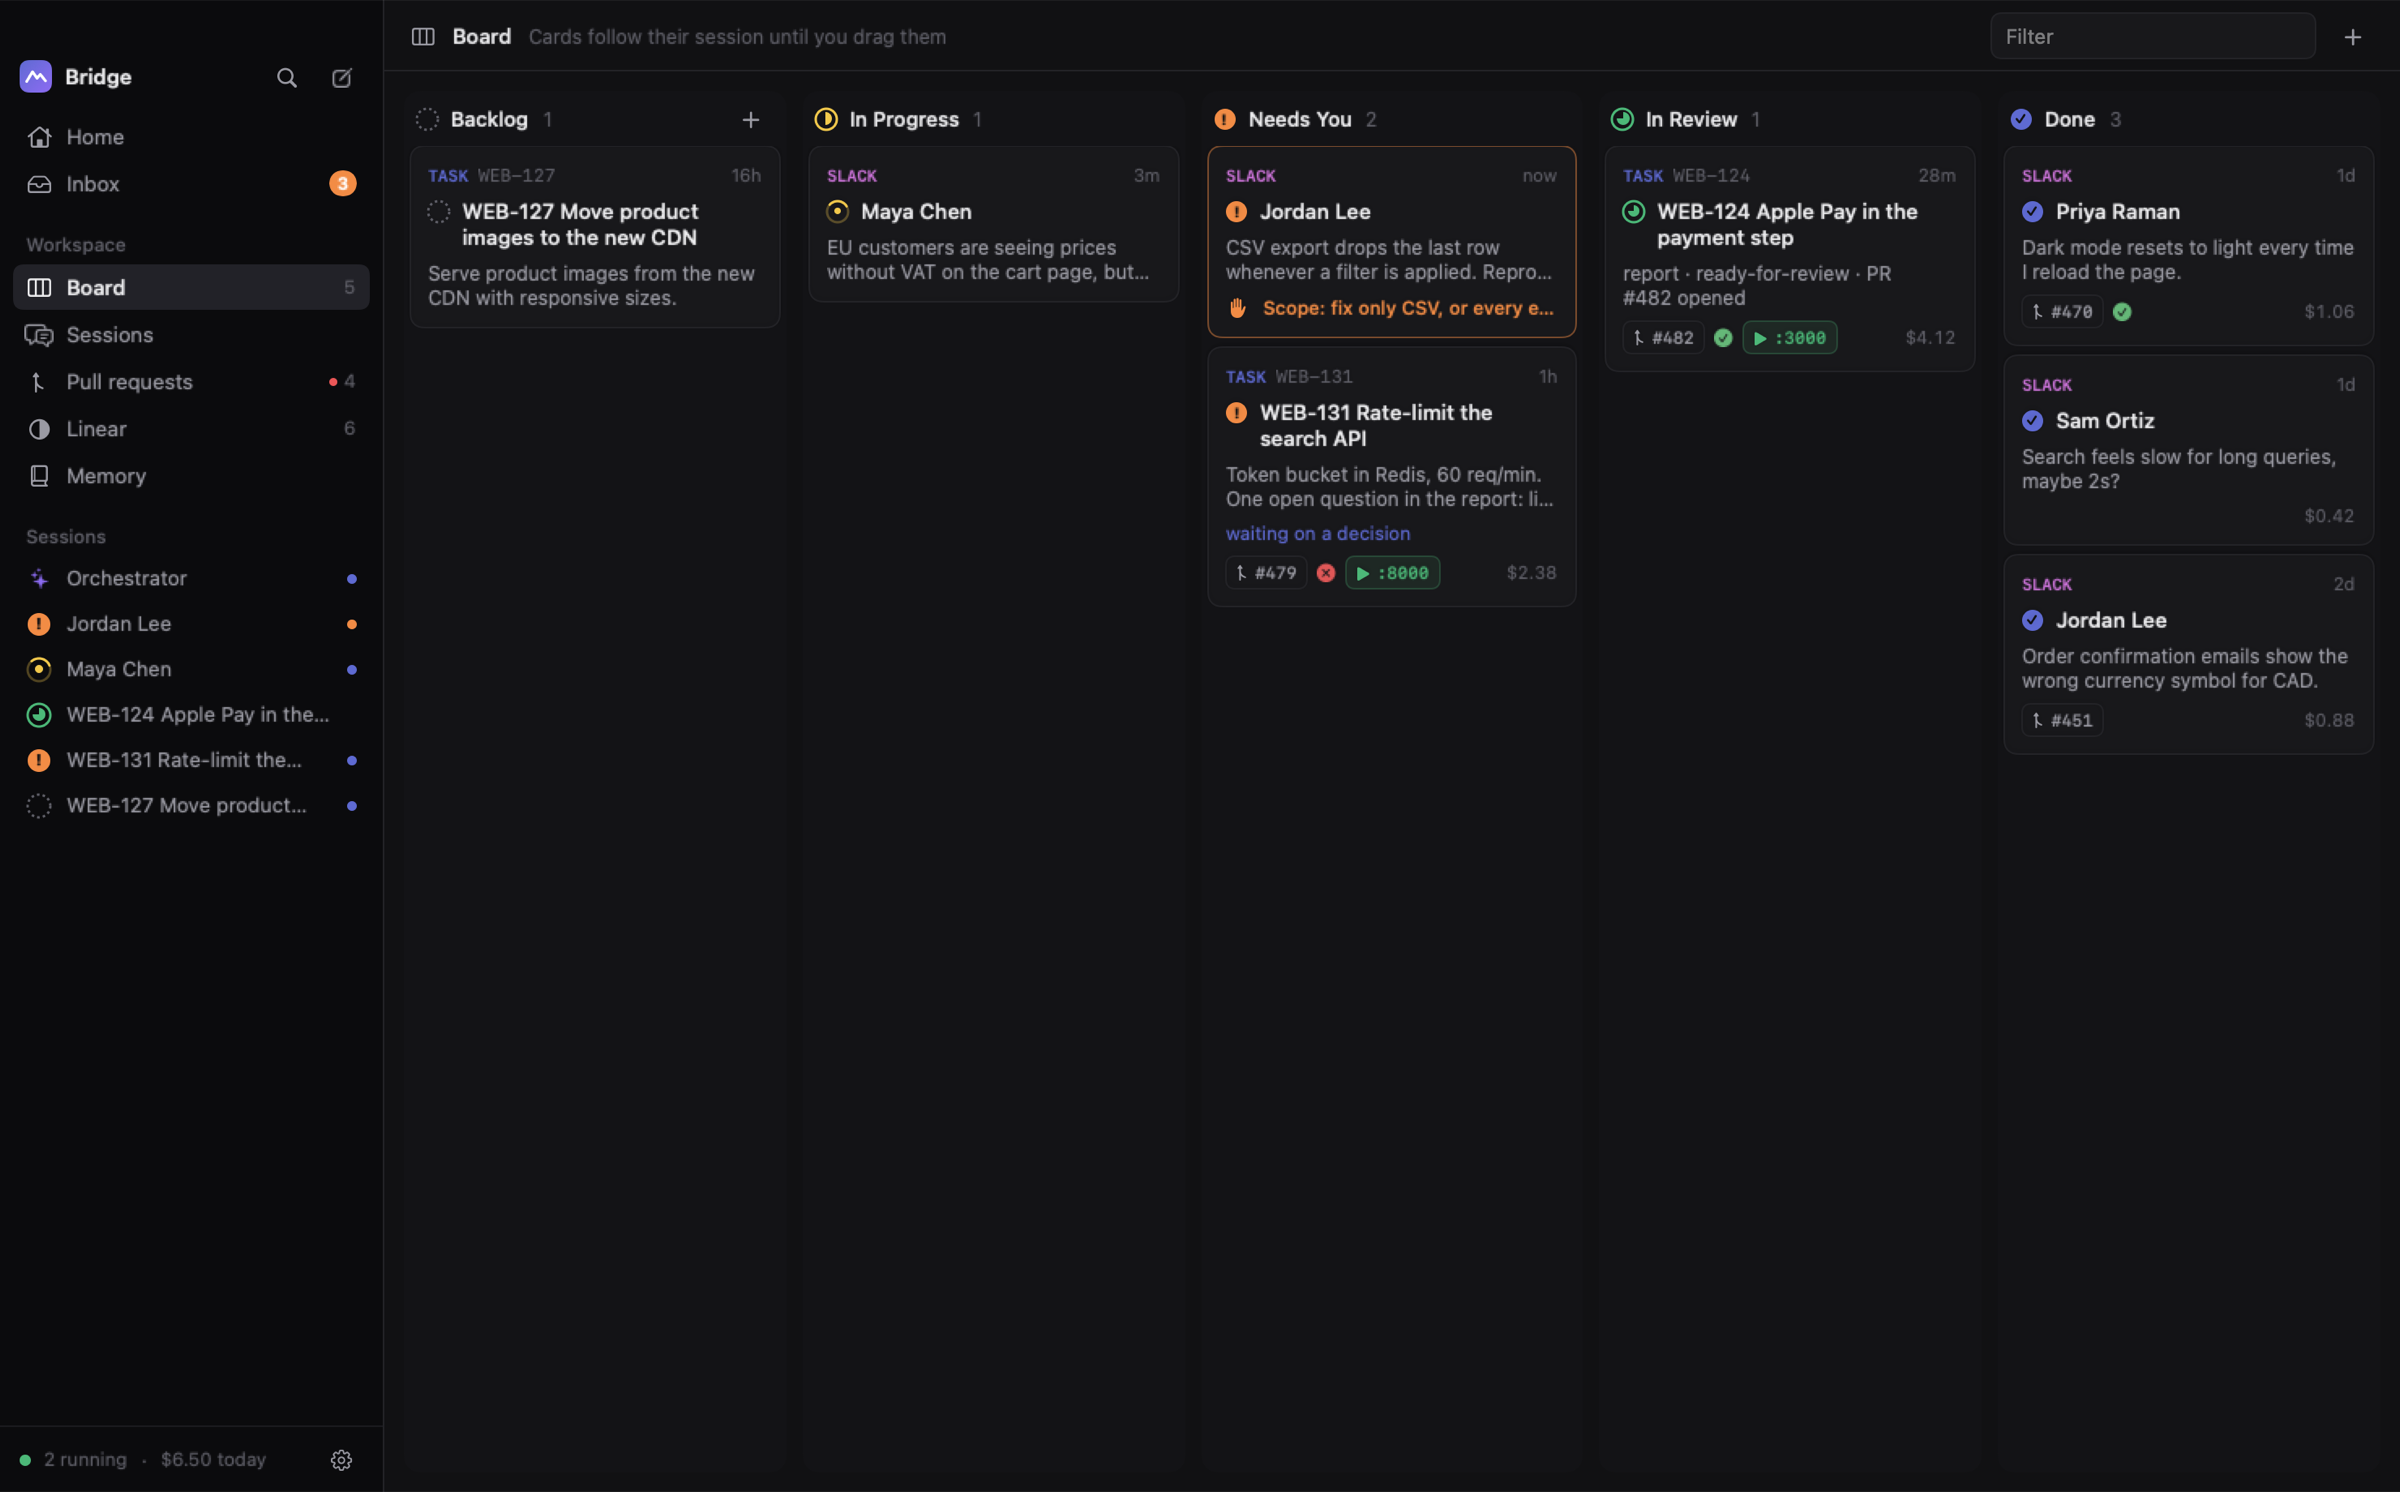 Bridge
Home
Inbox 3
Workspace
Board 5
Sessions
Pull requests 4
Linear 6
Memory
Sessions
Orchestrator
Jordan Lee
Maya Chen
WEB-124 Apple Pay in the...
WEB-131 Rate-limit the...
WEB-127 Move product...
2 running · $6.50 today
Board Cards follow their session until you drag them
Filter
Backlog 1
TASK WEB-127 16h
WEB-127 Move product
images to the new CDN
Serve product images from the new
CDN with responsive sizes.
In Progress 1
SLACK 3m
Maya Chen
EU customers are seeing prices
without VAT on the cart page, but...
Needs You 2
SLACK now
Jordan Lee
CSV export drops the last row
whenever a filter is applied. Repro...
Scope: fix only CSV, or every e...
TASK WEB-131 1h
WEB-131 Rate-limit the
search API
Token bucket in Redis, 60 req/min.
One open question in the report: li...
waiting on a decision
#479 :8000 $2.38
In Review 1
TASK WEB-124 28m
WEB-124 Apple Pay in the
payment step
report · ready-for-review · PR
#482 opened
#482 :3000 $4.12
Done 3
SLACK 1d
Priya Raman
Dark mode resets to light every time
I reload the page.
#470 $1.06
SLACK 1d
Sam Ortiz
Search feels slow for long queries,
maybe 2s?
$0.42
SLACK 2d
Jordan Lee
Order confirmation emails show the
wrong currency symbol for CAD.
#451 $0.88